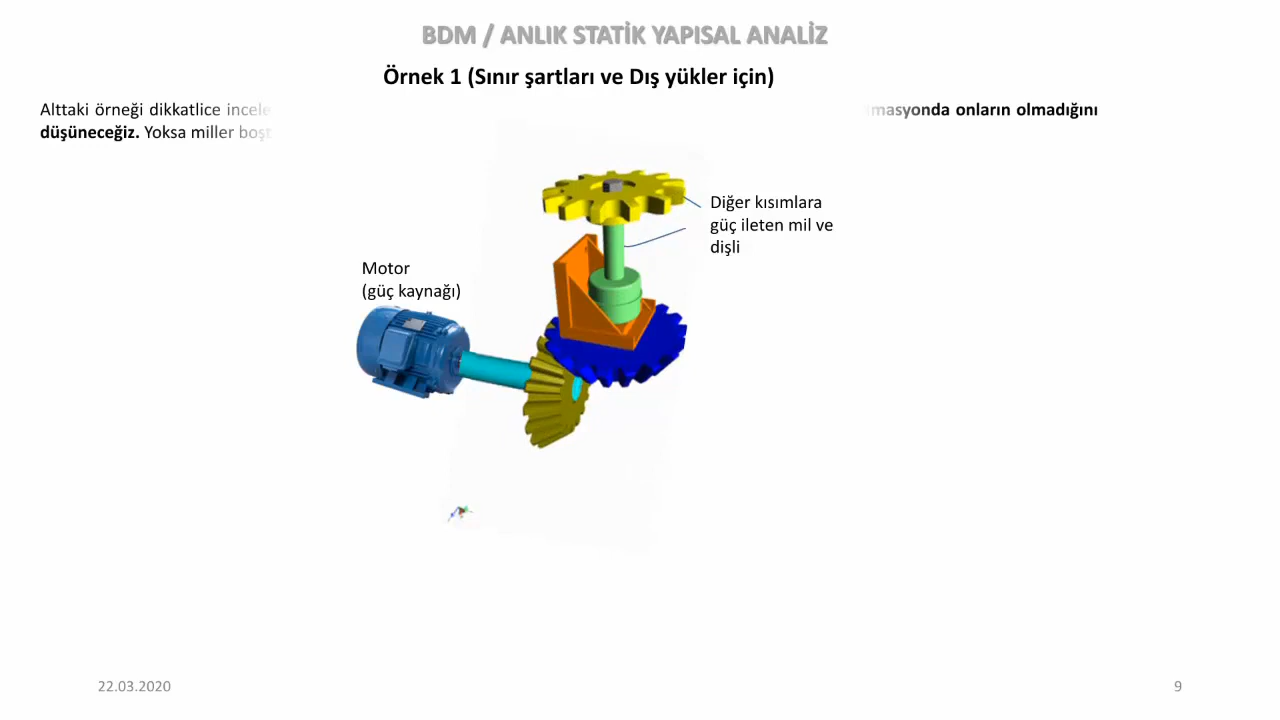 BDM / ANLIK STATİK YAPISAL ANALİZ
Örnek 1 (Sınır şartları ve Dış yükler için)
Alttaki örneği dikkatlice onların olmadığını
düşüneceğiz. Yoksa miller
Diğer kısımlara
güç ileten mil ve
dişli
Motor
(güç kaynağı)
22.03.2020
9